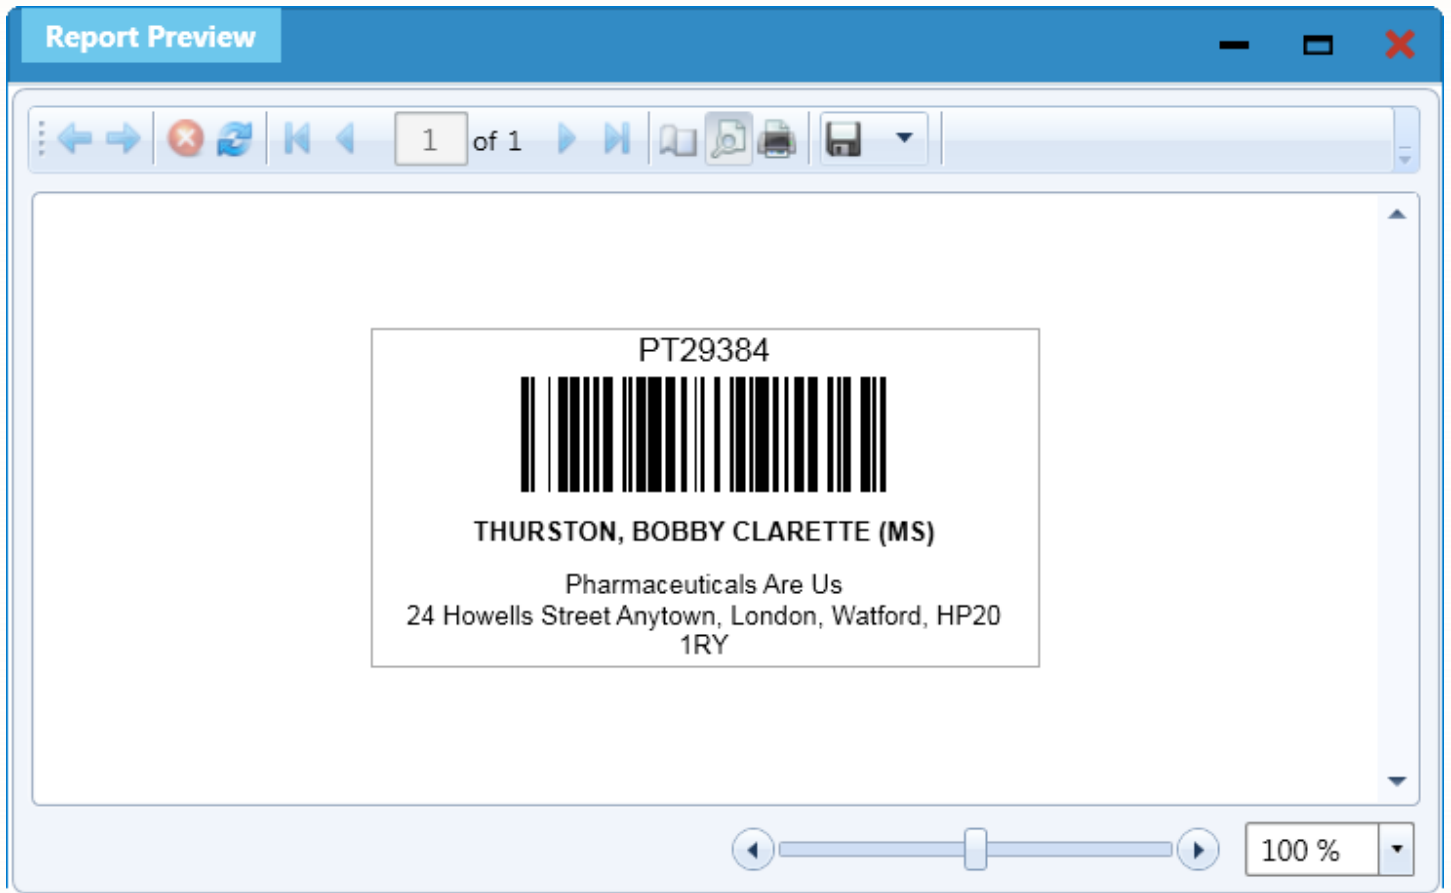 Report Preview
1 of 1
PT29384
THURSTON, BOBBY CLARETTE (MS)
Pharmaceuticals Are Us
24 Howells Street Anytown, London, Watford, HP20
1RY
100 %